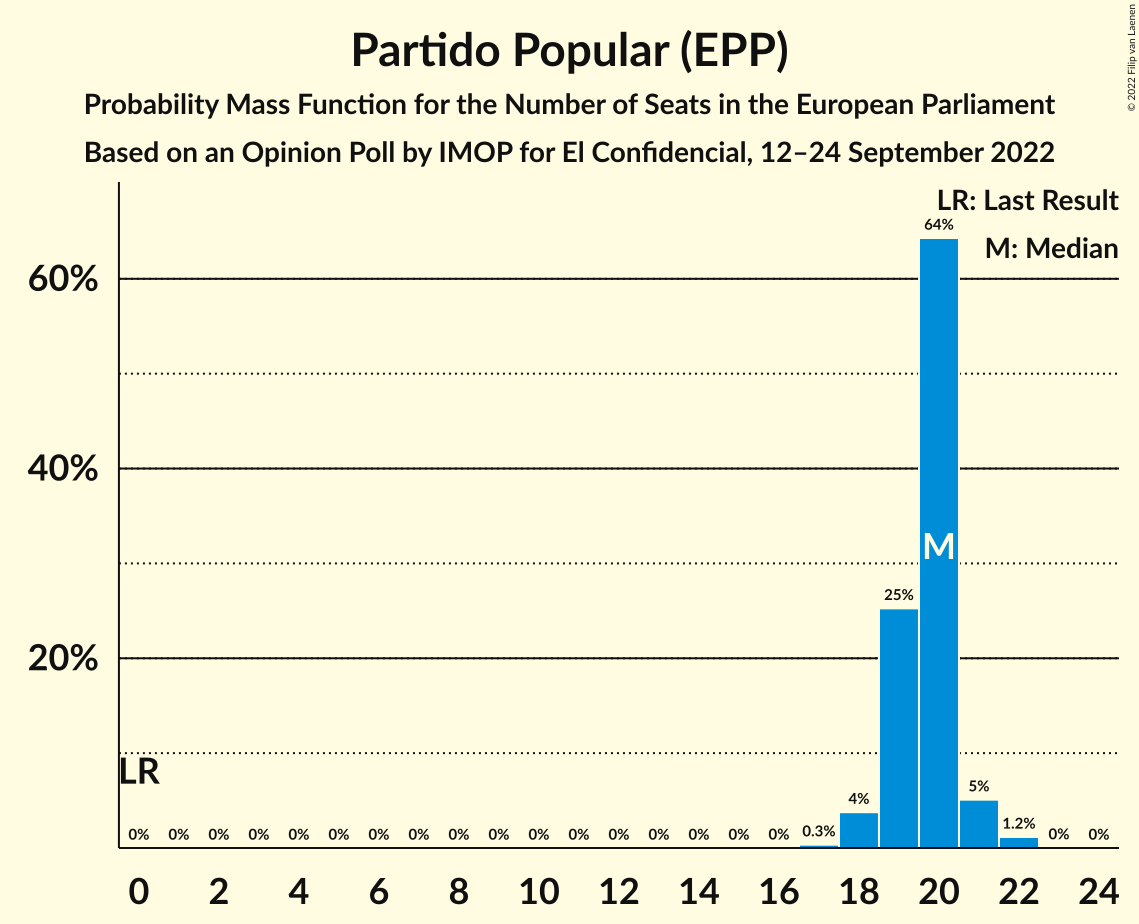 Partido Popular (EPP)
Probability Mass Function for the Number of Seats in the European Parliament
Based on an Opinion Poll by IMOP for El Confidencial, 12–24 September 2022
© 2022 Filip van Laenen
LR: Last Result
M: Median
64%
60%
40%
M
25%
20%
LR
5%
4%
0% 0% 0% 0% 0% 0% 0% 0% 0% 0% 0% 0% 0% 0% 0% 0% 0% 0.3% 1.2% 0% 0%
0 2 4 6 8 10 12 14 16 18 20 22 24